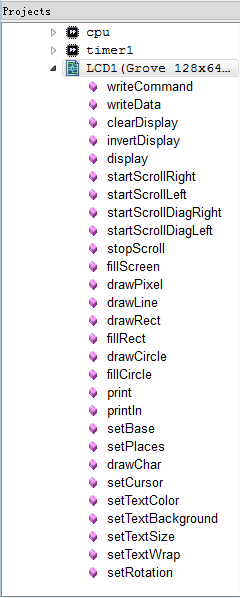 Projects
cpu
timer1
LCD1(Grove 128x64...
writeCommand
writeData
clearDisplay
invertDisplay
display
startScrollRight
startScrollLeft
startScrollDiagRight
startScrollDiagLeft
stopScroll
fillScreen
drawPixel
drawLine
drawRect
fillRect
drawCircle
fillCircle
print
println
setBase
setPlaces
drawChar
setCursor
setTextColor
setTextBackground
setTextSize
setTextWrap
setRotation